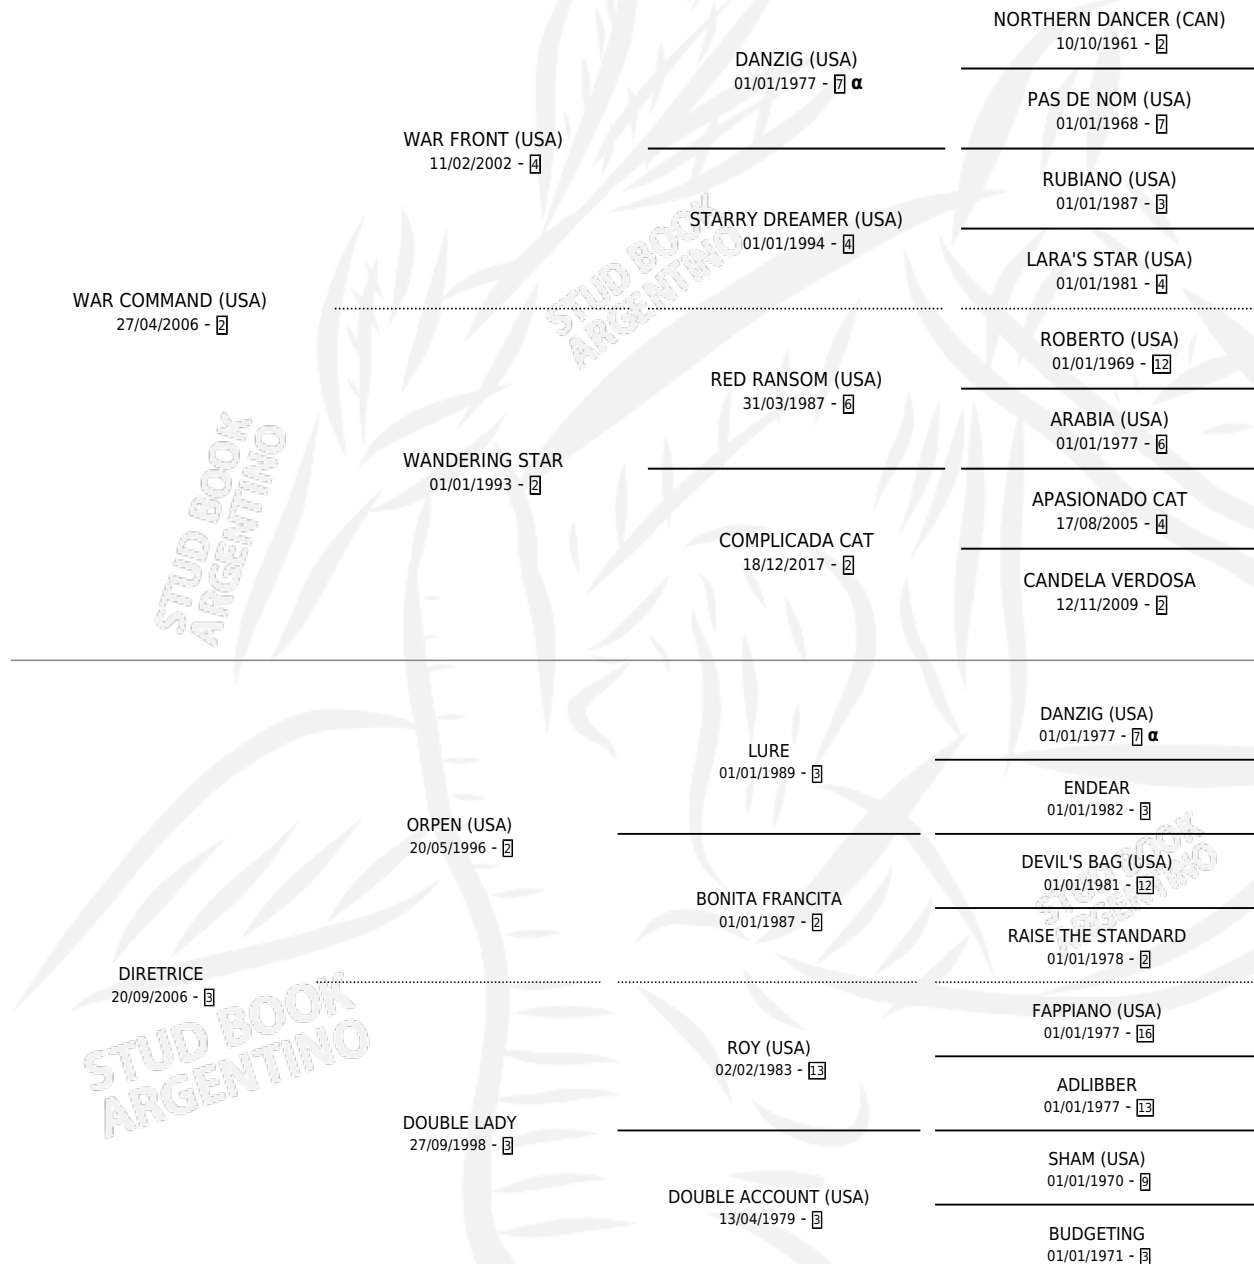 NORTHERN DANCER (CAN)
10/10/1961 - 2
DANZIG (USA)
01/01/1977 - 7 α
PAS DE NOM (USA)
01/01/1968 - 7
WAR FRONT (USA)
11/02/2002 - 4
RUBIANO (USA)
01/01/1987 - 3
STARRY DREAMER (USA)
01/01/1994 - 4
LARA'S STAR (USA)
01/01/1981 - 4
WAR COMMAND (USA)
27/04/2006 - 2
ROBERTO (USA)
01/01/1969 - 12
RED RANSOM (USA)
31/03/1987 - 6
ARABIA (USA)
01/01/1977 - 6
WANDERING STAR
01/01/1993 - 2
APASIONADO CAT
17/08/2005 - 4
COMPLICADA CAT
18/12/2017 - 2
CANDELA VERDOSA
12/11/2009 - 2
DANZIG (USA)
01/01/1977 - 7 α
LURE
01/01/1989 - 3
ENDEAR
01/01/1982 - 3
ORPEN (USA)
20/05/1996 - 2
DEVIL'S BAG (USA)
01/01/1981 - 12
BONITA FRANCITA
01/01/1987 - 2
RAISE THE STANDARD
01/01/1978 - 2
DIRETRICE
20/09/2006 - 3
FAPPIANO (USA)
01/01/1977 - 16
ROY (USA)
02/02/1983 - 13
ADLIBBER
01/01/1977 - 13
DOUBLE LADY
27/09/1998 - 3
SHAM (USA)
01/01/1970 - 9
DOUBLE ACCOUNT (USA)
13/04/1979 - 3
BUDGETING
01/01/1971 - 3
STUD BOOK
ARGENTINO
STUD BOOK
ARGENTINO
STUD BOOK
ARGENTINO
STUD BOOK
ARGENTINO